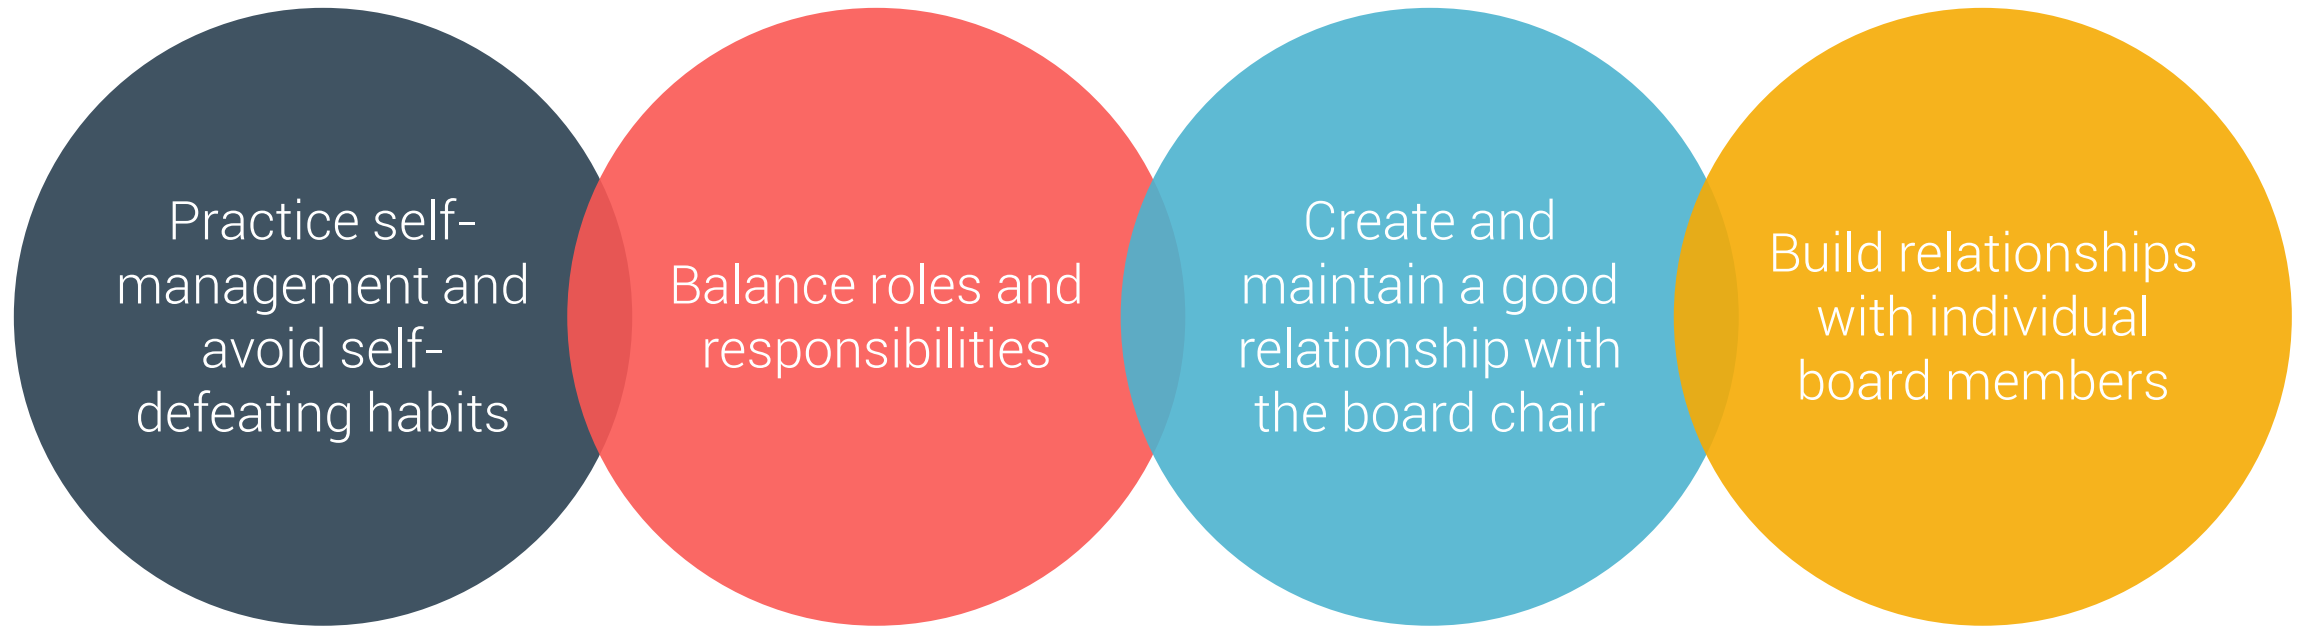 Practice self-
management and
avoid self-
defeating habits
Balance roles and
responsibilities
Create and
maintain a good
relationship with
the board chair
Build relationships
with individual
board members